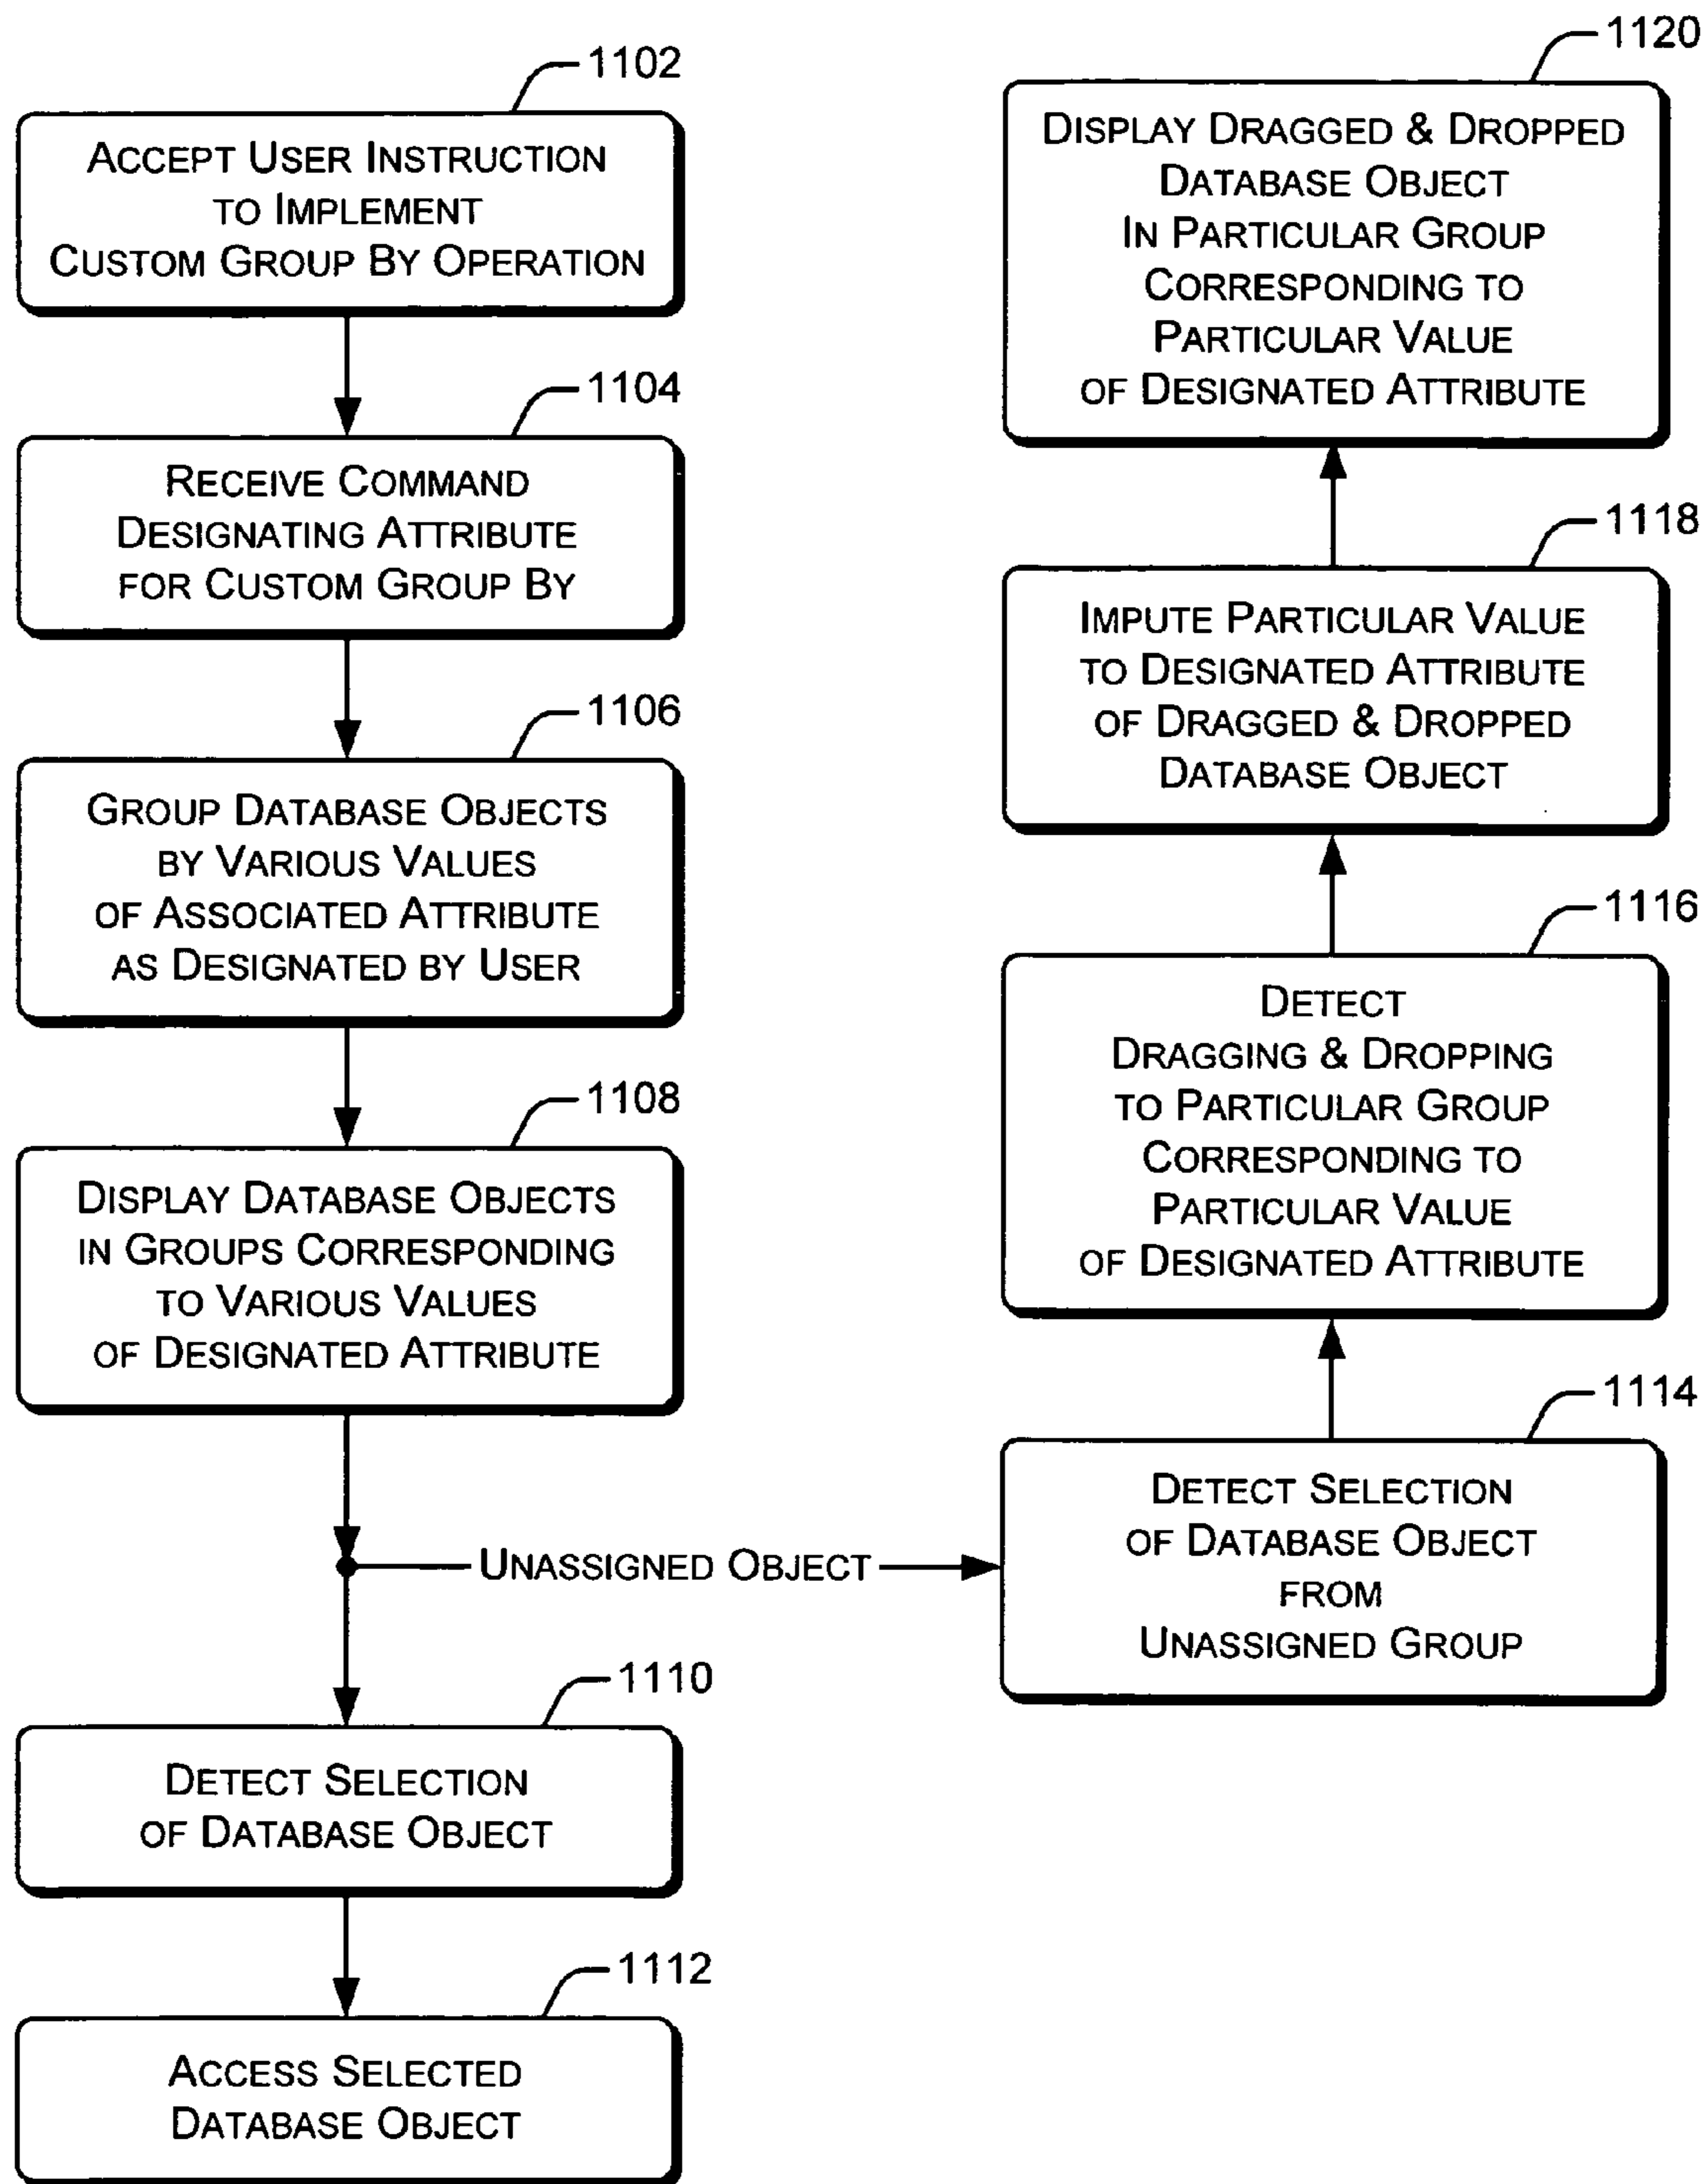 1102
ACCEPT USER INSTRUCTION
TO IMPLEMENT
CUSTOM GROUP BY OPERATION
1104
RECEIVE COMMAND
DESIGNATING ATTRIBUTE
FOR CUSTOM GROUP BY
1106
GROUP DATABASE OBJECTS
BY VARIOUS VALUES
OF ASSOCIATED ATTRIBUTE
AS DESIGNATED BY USER
1108
DISPLAY DATABASE OBJECTS
IN GROUPS CORRESPONDING
TO VARIOUS VALUES
OF DESIGNATED ATTRIBUTE
UNASSIGNED OBJECT
1110
DETECT SELECTION
OF DATABASE OBJECT
1112
ACCESS SELECTED
DATABASE OBJECT
1120
DISPLAY DRAGGED & DROPPED
DATABASE OBJECT
IN PARTICULAR GROUP
CORRESPONDING TO
PARTICULAR VALUE
OF DESIGNATED ATTRIBUTE
1118
IMPUTE PARTICULAR VALUE
TO DESIGNATED ATTRIBUTE
OF DRAGGED & DROPPED
DATABASE OBJECT
1116
DETECT
DRAGGING & DROPPING
TO PARTICULAR GROUP
CORRESPONDING TO
PARTICULAR VALUE
OF DESIGNATED ATTRIBUTE
1114
DETECT SELECTION
OF DATABASE OBJECT
FROM
UNASSIGNED GROUP